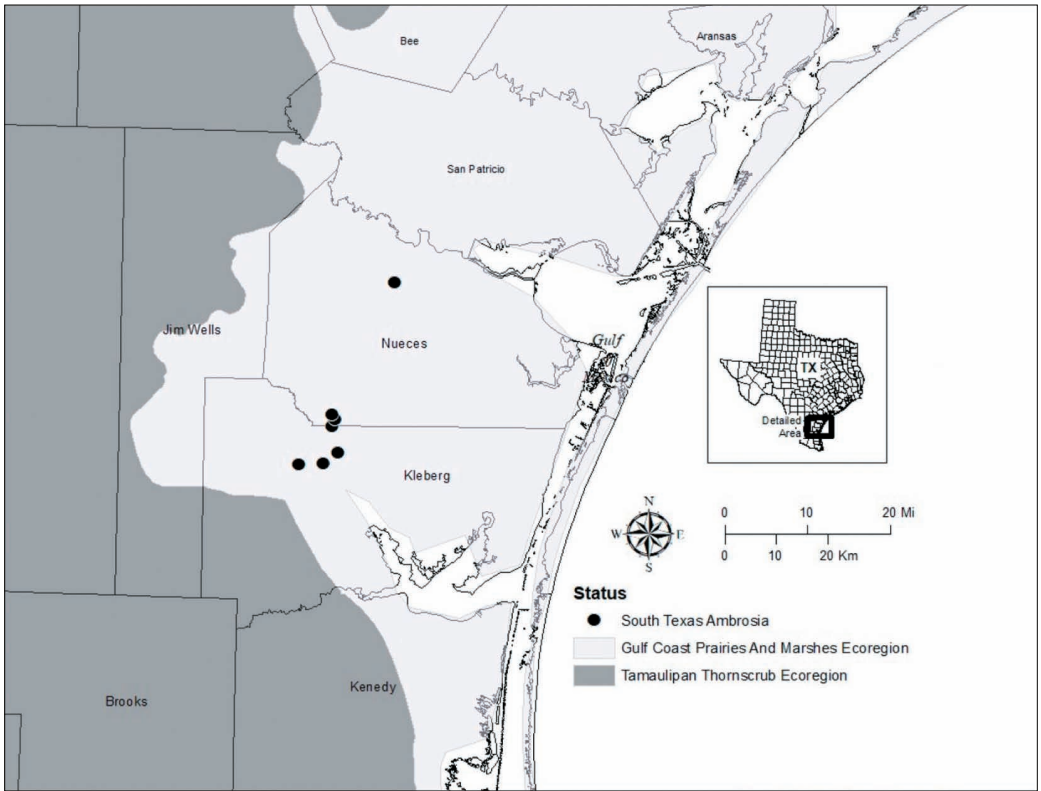 Bee
Aransas
San Patricio
Jim Wells
Nueces
Gulf
Kleberg
Brooks
Kenedy
TX
Detailed
Area
N
W E
S
0 10 20 Mi
0 10 20 Km
Status
South Texas Ambrosia
Gulf Coast Prairies And Marshes Ecoregion
Tamaulipan Thornscrub Ecoregion